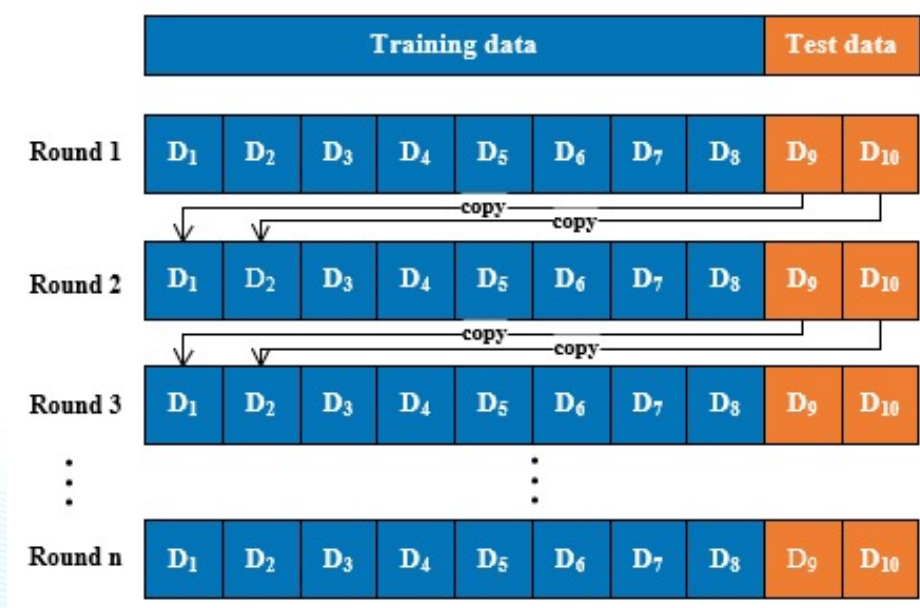 Training data Test data
Round 1 D₁ D₂ D₃ D₄ D₅ D₆ D₇ D₈ D₉ D₁₀
copy
copy
Round 2 D₁ D₂ D₃ D₄ D₅ D₆ D₇ D₈ D₉ D₁₀
copy
copy
Round 3 D₁ D₂ D₃ D₄ D₅ D₆ D₇ D₈ D₉ D₁₀
Round n D₁ D₂ D₃ D₄ D₅ D₆ D₇ D₈ D₉ D₁₀